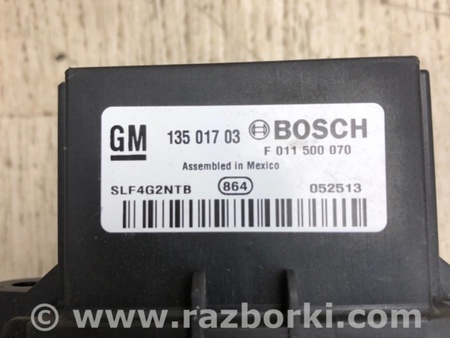 GM 135 017 03 BOSCH
F 011 500 070
Assembled in Mexico
SLF4G2NTB 864 052513
© www.razborki.com